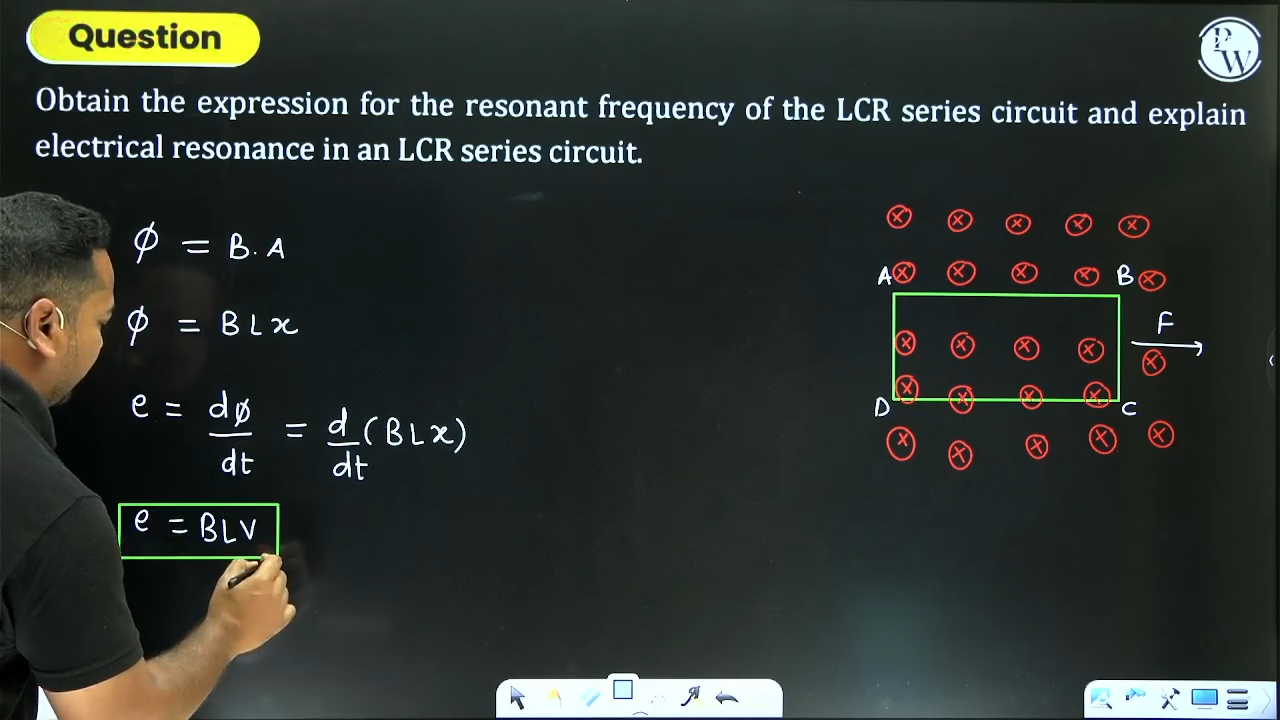 Question
PW
Obtain the expression for the resonant frequency of the LCR series circuit and explain
electrical resonance in an LCR series circuit.
ϕ = B.A
ϕ = BLx
e = dϕ/dt = d/dt (BLx)
e = BLV
A B
F
D C